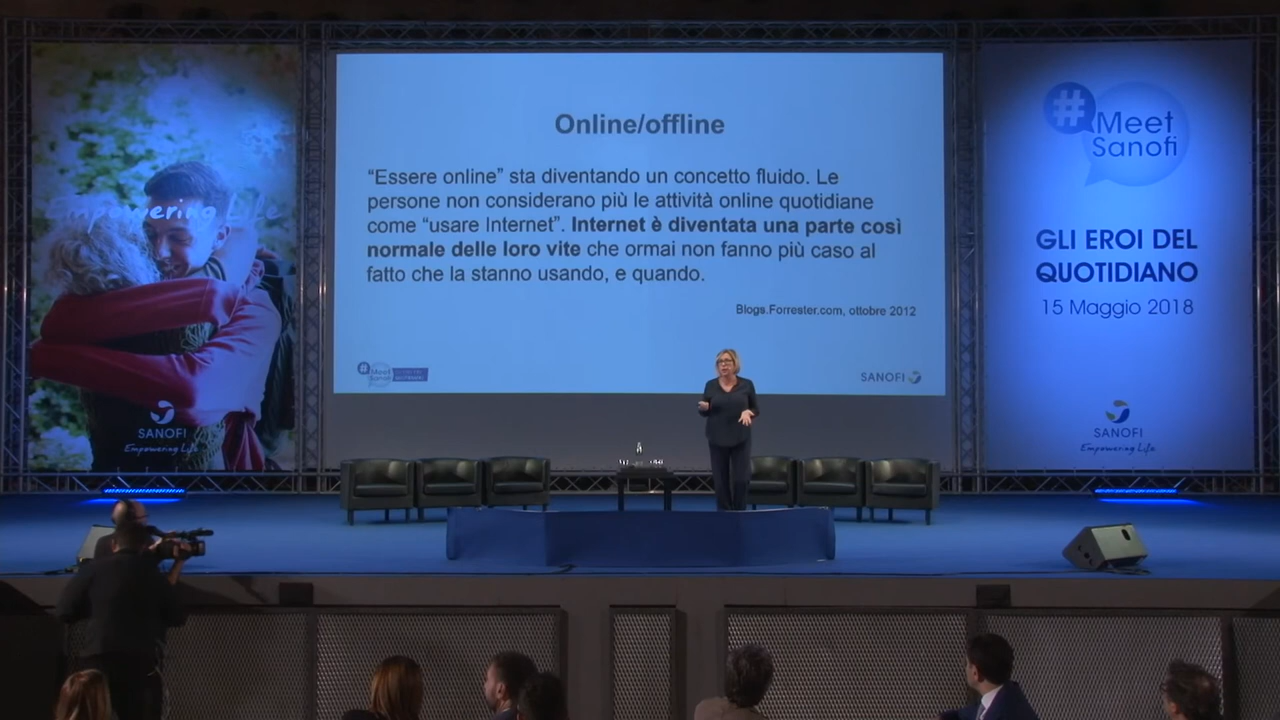 Empowering Life
SANOFI
Empowering Life
Online/offline
“Essere online” sta diventando un concetto fluido. Le
persone non considerano più le attività online quotidiane
come “usare Internet”. Internet è diventata una parte così
normale delle loro vite che ormai non fanno più caso al
fatto che la stanno usando, e quando.
Blogs.Forrester.com, ottobre 2012
#Meet
Sanofi
SANOFI
#Meet
Sanofi
GLI EROI DEL
QUOTIDIANO
15 Maggio 2018
SANOFI
Empowering Life